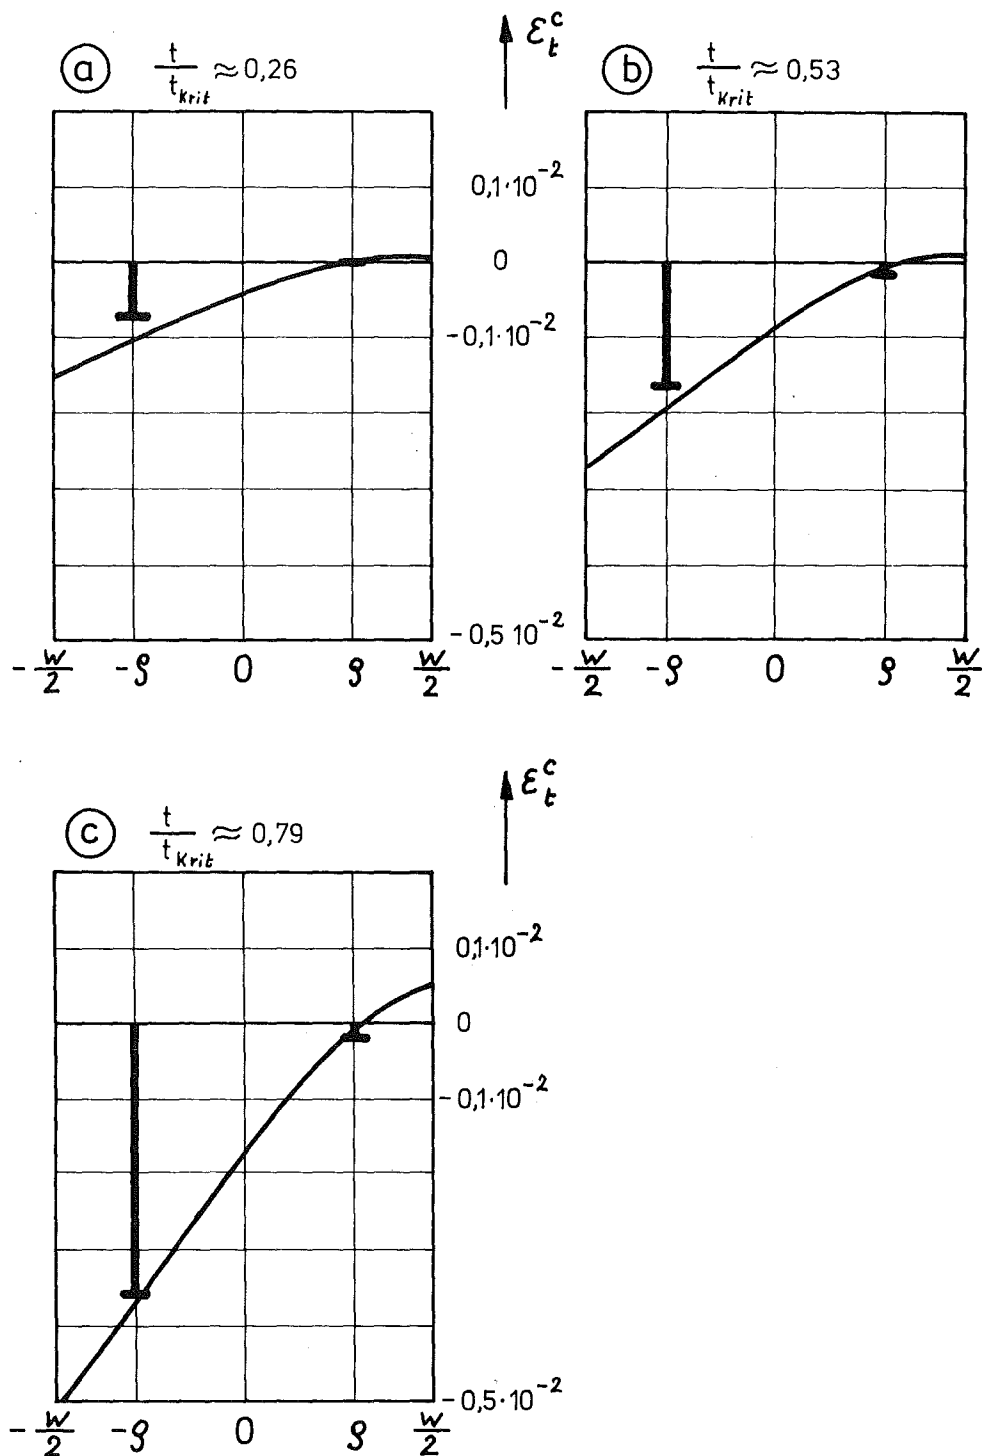 ε_t^c
a t/t_Krit ≈ 0,26
b t/t_Krit ≈ 0,53
0,1·10^-2
0
-0,1·10^-2
-0,5 10^-2
-w/2 -ρ 0 ρ w/2
-w/2 -ρ 0 ρ w/2
ε_t^c
c t/t_Krit ≈ 0,79
0,1·10^-2
0
-0,1·10^-2
-0,5·10^-2
-w/2 -ρ 0 ρ w/2